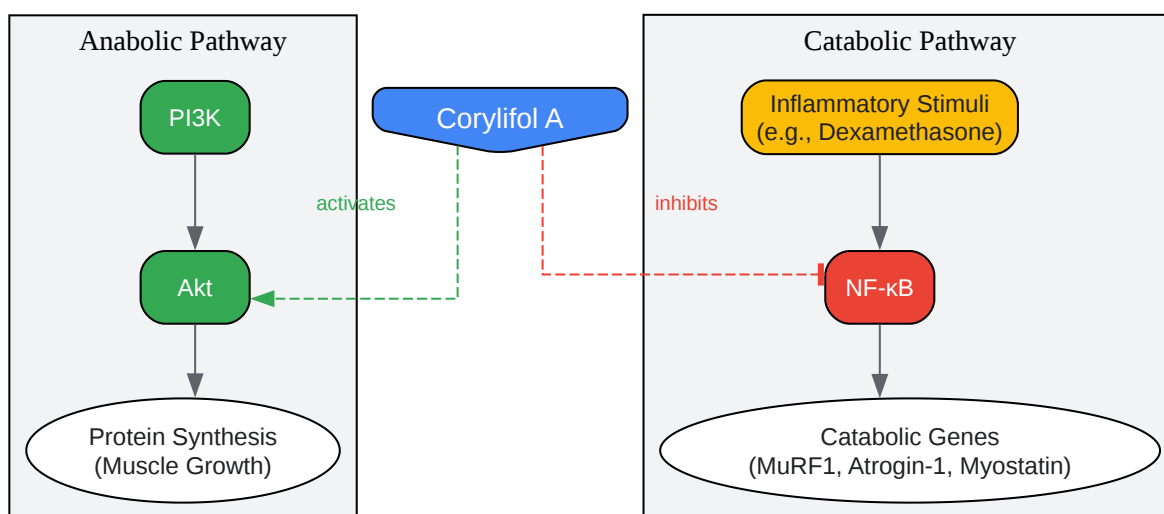 Anabolic Pathway
PI3K
activates
Akt
Protein Synthesis
(Muscle Growth)
Corylifol A
Catabolic Pathway
Inflammatory Stimuli
(e.g., Dexamethasone)
inhibits
NF-κB
Catabolic Genes
(MuRF1, Atrogin-1, Myostatin)